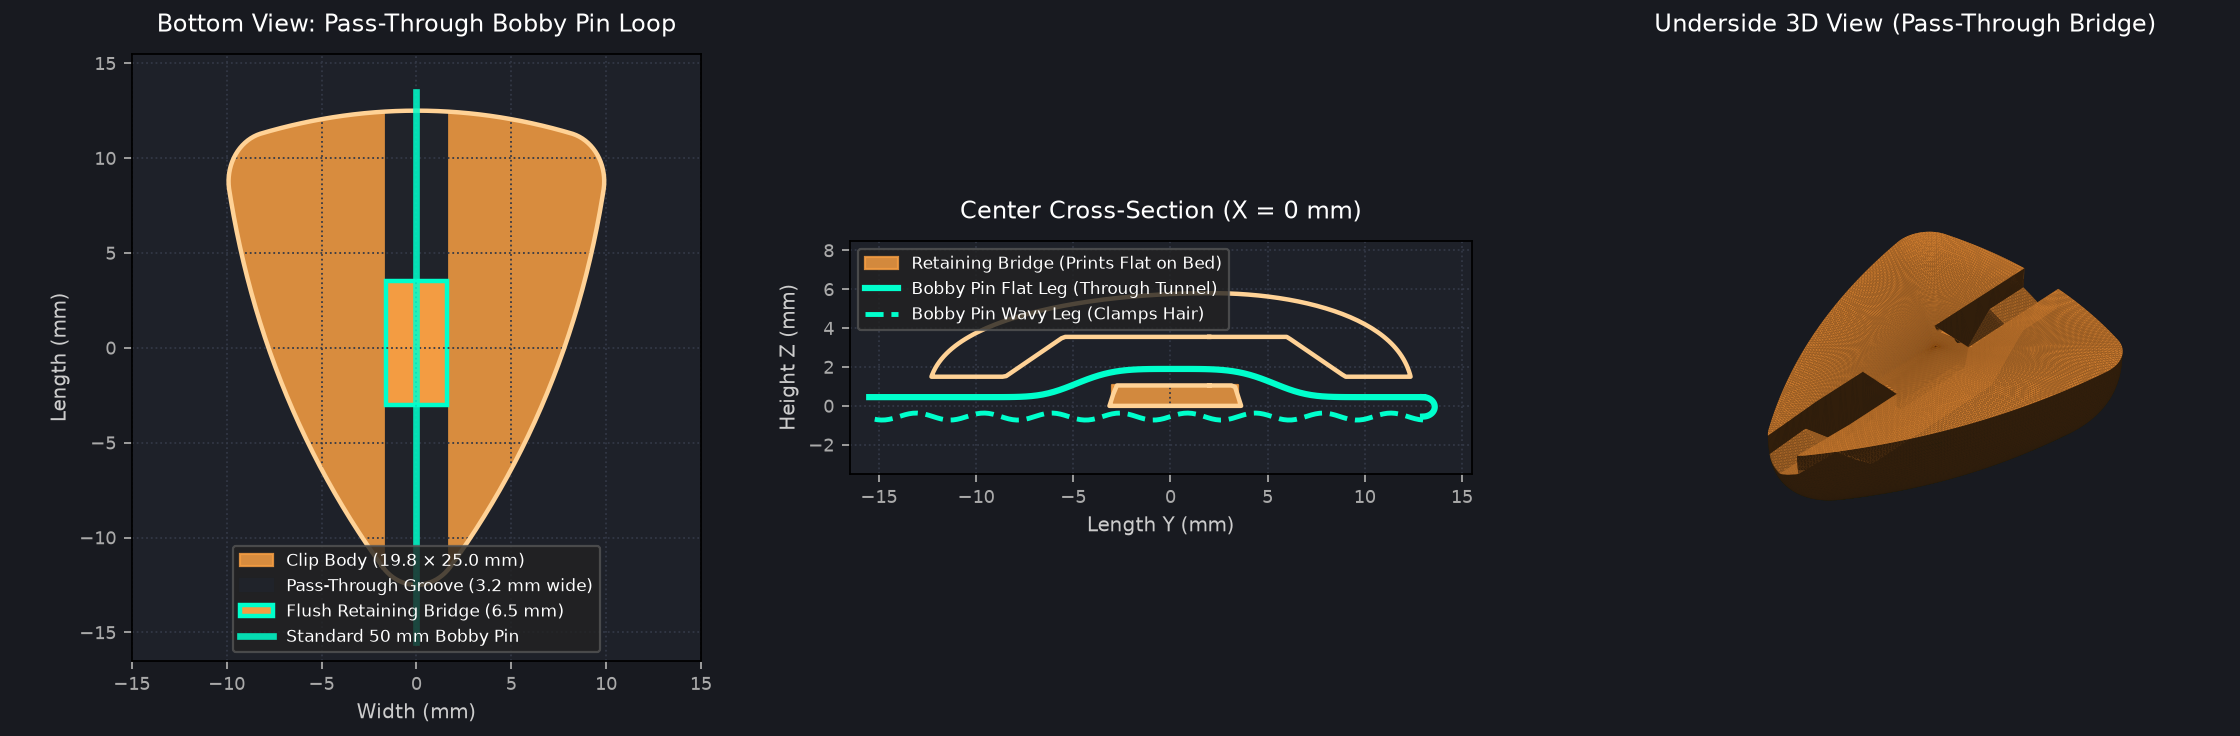 Bottom View: Pass-Through Bobby Pin Loop
15
10
5
0
−5
−10
−15
Length (mm)
Clip Body (19.8 × 25.0 mm)
Pass-Through Groove (3.2 mm wide)
Flush Retaining Bridge (6.5 mm)
Standard 50 mm Bobby Pin
−15 −10 −5 0 5 10 15
Width (mm)
Center Cross-Section (X = 0 mm)
8
6
4
2
0
−2
Height Z (mm)
Retaining Bridge (Prints Flat on Bed)
Bobby Pin Flat Leg (Through Tunnel)
Bobby Pin Wavy Leg (Clamps Hair)
−15 −10 −5 0 5 10 15
Length Y (mm)
Underside 3D View (Pass-Through Bridge)